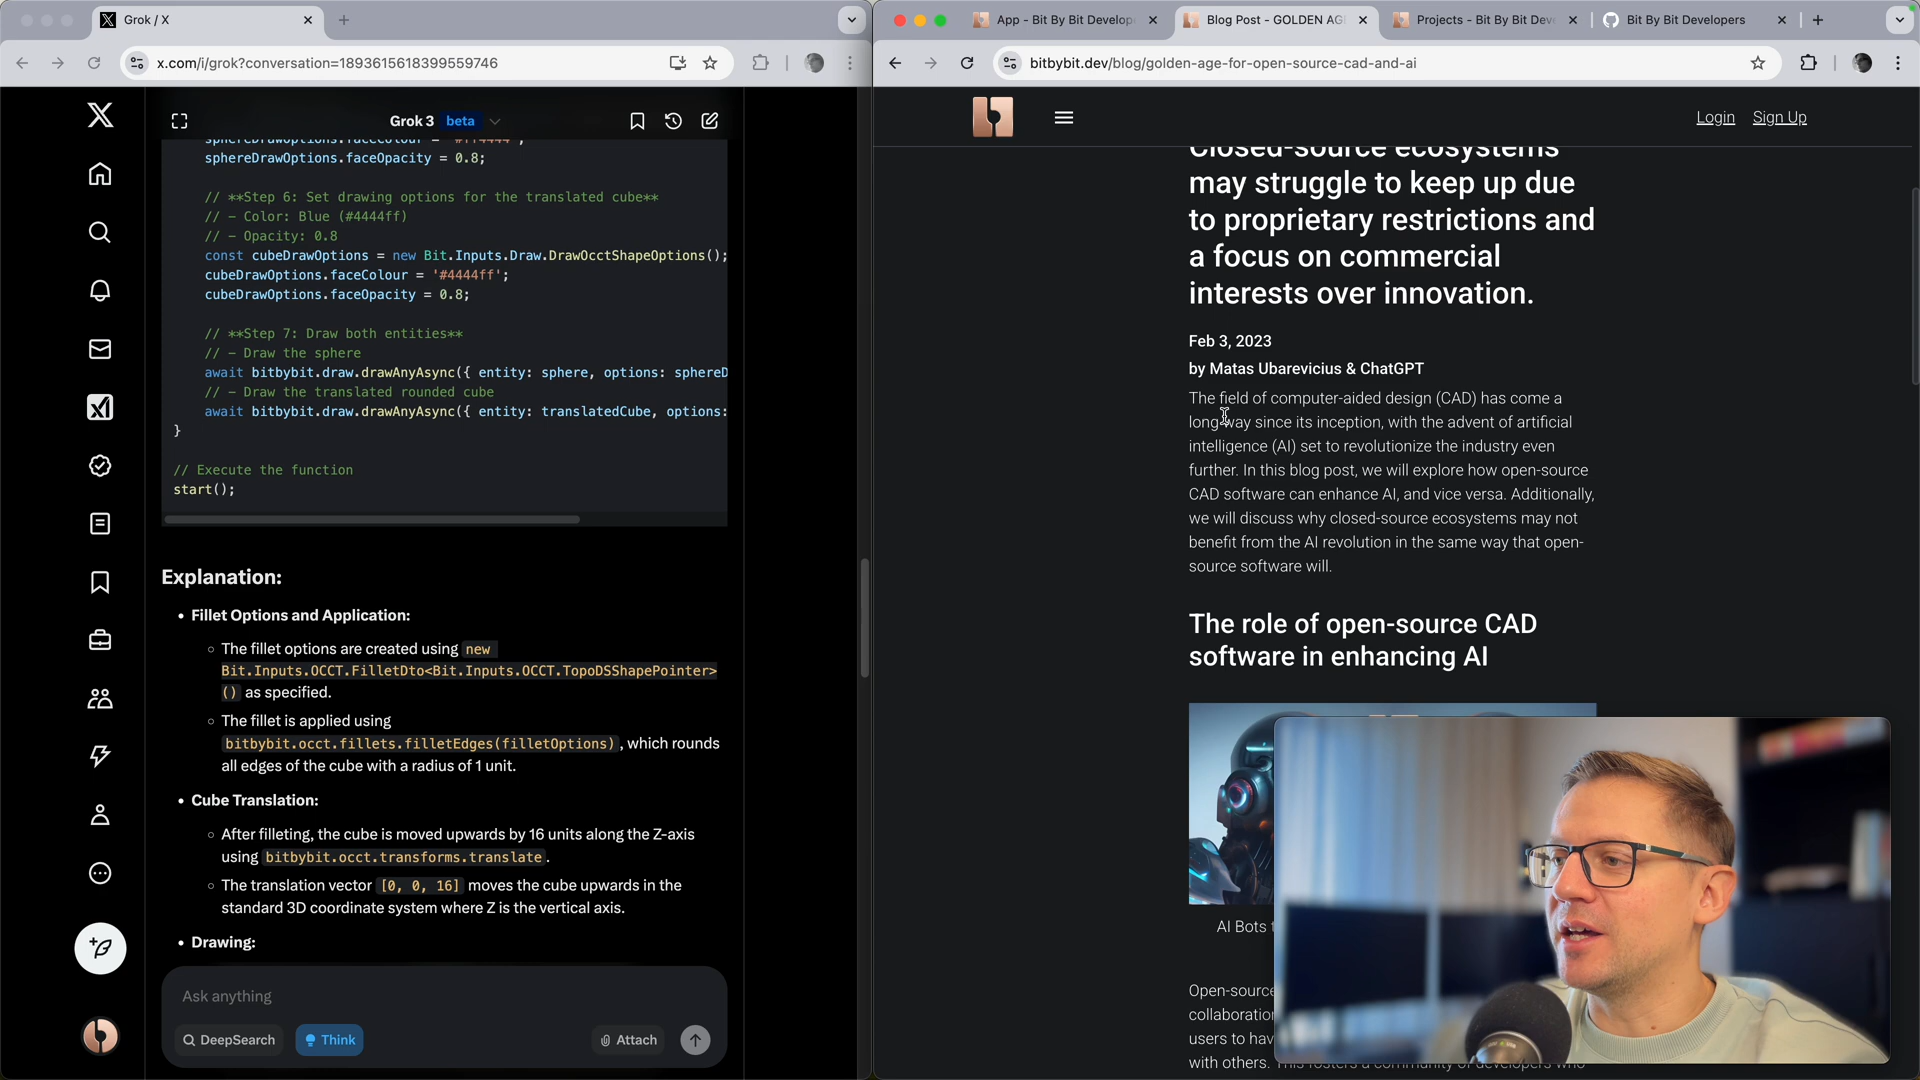 Grok / X
x.com/i/grok?conversation=1893615618399559746
Grok 3 beta
sphereDrawOptions.faceOpacity = 0.8;
// **Step 6: Set drawing options for the translated cube**
// – Color: Blue (#4444ff)
// – Opacity: 0.8
const cubeDrawOptions = new Bit.Inputs.Draw.DrawOcctShapeOptions();
cubeDrawOptions.faceColour = '#4444ff';
cubeDrawOptions.faceOpacity = 0.8;
// **Step 7: Draw both entities**
// – Draw the sphere
await bitbybit.draw.drawAnyAsync({ entity: sphere, options: sphereD
// – Draw the translated rounded cube
await bitbybit.draw.drawAnyAsync({ entity: translatedCube, options:
}
// Execute the function
start();
Explanation:
• Fillet Options and Application:
◦ The fillet options are created using new
Bit.Inputs.OCCT.FilletDto<Bit.Inputs.OCCT.TopoDSShapePointer>
() as specified.
◦ The fillet is applied using
bitbybit.occt.fillets.filletEdges(filletOptions), which rounds
all edges of the cube with a radius of 1 unit.
• Cube Translation:
◦ After filleting, the cube is moved upwards by 16 units along the Z-axis
using bitbybit.occt.transforms.translate.
◦ The translation vector [0, 0, 16] moves the cube upwards in the
standard 3D coordinate system where Z is the vertical axis.
• Drawing:
Ask anything
DeepSearch Think Attach
App - Bit By Bit Develop Blog Post - GOLDEN AG Projects - Bit By Bit Dev Bit By Bit Developers
bitbybit.dev/blog/golden-age-for-open-source-cad-and-ai
Login Sign Up
Closed-source ecosystems
may struggle to keep up due
to proprietary restrictions and
a focus on commercial
interests over innovation.
Feb 3, 2023
by Matas Ubarevicius & ChatGPT
The field of computer-aided design (CAD) has come a
long way since its inception, with the advent of artificial
intelligence (AI) set to revolutionize the industry even
further. In this blog post, we will explore how open-source
CAD software can enhance AI, and vice versa. Additionally,
we will discuss why closed-source ecosystems may not
benefit from the AI revolution in the same way that open-
source software will.
The role of open-source CAD
software in enhancing AI
AI Bots
Open-source
collaboration
users to hav
with others. This fosters a community of developers who